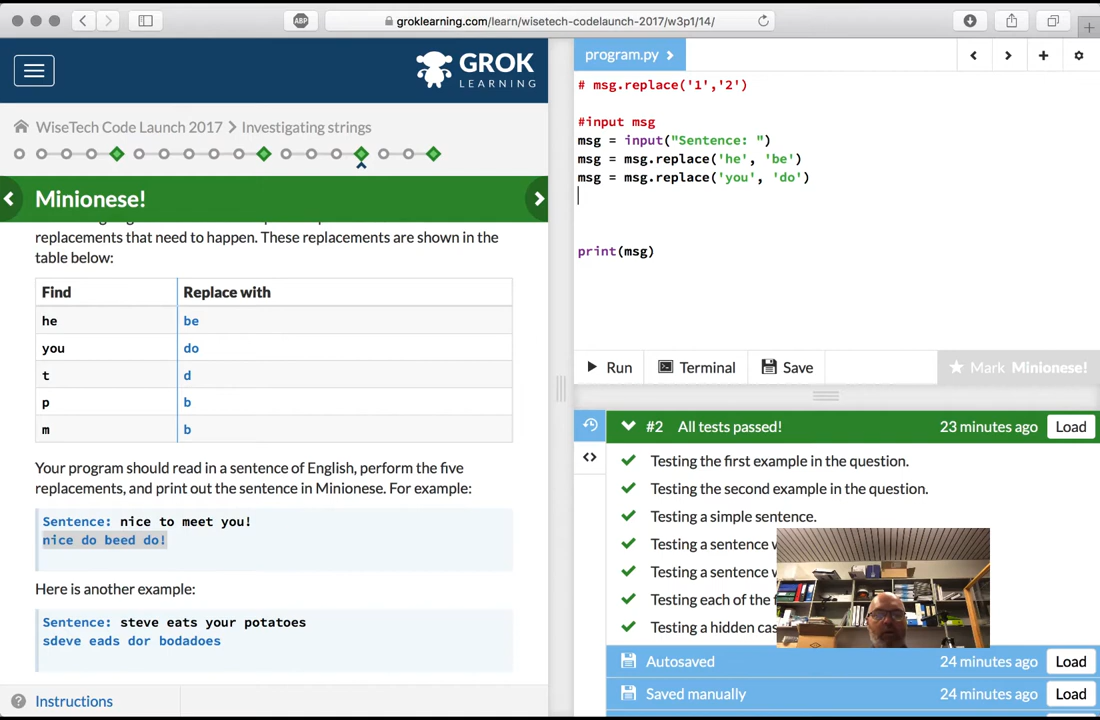 ABP
groklearning.com/learn/wisetech-codelaunch-2017/w3p1/14/
GROK
LEARNING
WiseTech Code Launch 2017 > Investigating strings
Minionese!
replacements that need to happen. These replacements are shown in the
table below:
Find Replace with
he be
you do
t d
p b
m b
Your program should read in a sentence of English, perform the five
replacements, and print out the sentence in Minionese. For example:
Sentence: nice to meet you!
nice do beed do!
Here is another example:
Sentence: steve eats your potatoes
sdeve eads dor bodadoes
Instructions
program.py
# msg.replace('1','2')
#input msg
msg = input("Sentence: ")
msg = msg.replace('he', 'be')
msg = msg.replace('you', 'do')
print(msg)
Run Terminal Save Mark Minionese!
#2 All tests passed! 23 minutes ago Load
Testing the first example in the question.
Testing the second example in the question.
Testing a simple sentence.
Testing a sentence
Testing a sentence
Testing each of the
Testing a hidden cas
Autosaved 24 minutes ago Load
Saved manually 24 minutes ago Load